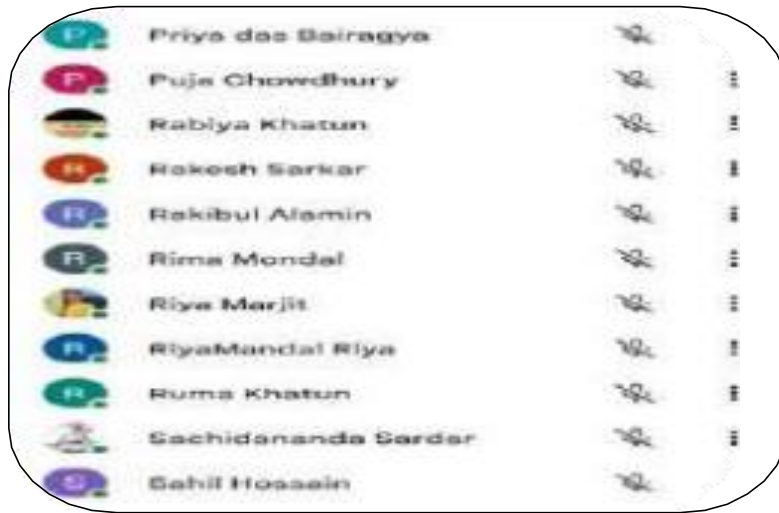 P Priya das Bairagya
P Puja Chowdhury
Rabiya Khatun
R Rakesh Sarkar
R Rakibul Alamin
R Rima Mondal
Riya Marjit
R RiyaMandal Riya
R Ruma Khatun
Sachidananda Sardar
S Sahil Hossain